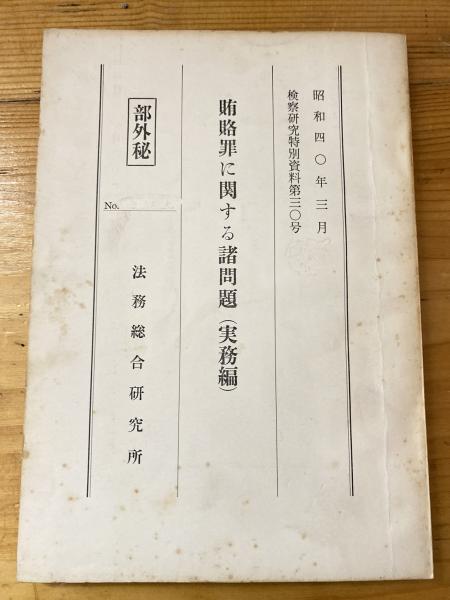 昭和四〇年三月
検察研究特別資料第三〇号
賄賂罪に関する諸問題（実務編）
部外秘
No.
法務総合研究所